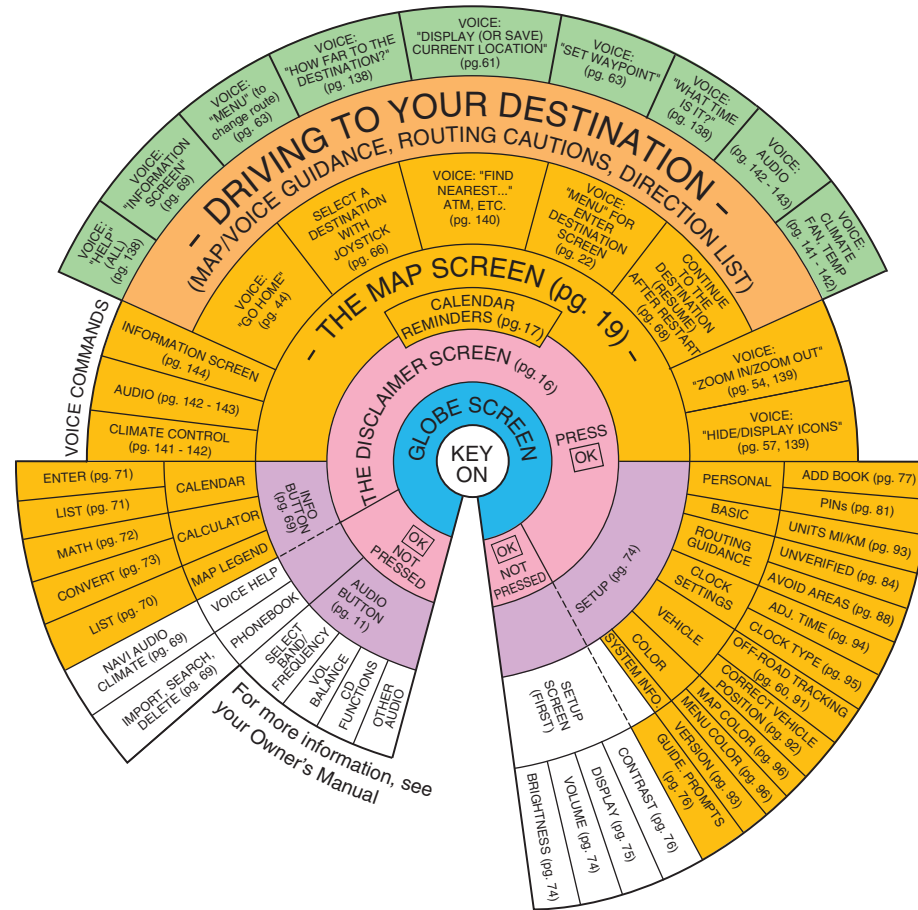 VOICE:
"HELP"
(ALL)
(pg. 138)
VOICE:
"INFORMATION
SCREEN"
(pg. 69)
VOICE:
"MENU" (to
change route)
(pg. 63)
VOICE:
"HOW FAR TO THE
DESTINATION?"
(pg. 138)
VOICE:
"DISPLAY (OR SAVE)
CURRENT LOCATION"
(pg.61)
VOICE:
"SET WAYPOINT"
(pg. 63)
VOICE:
"WHAT TIME
IS IT?"
(pg. 138)
VOICE:
AUDIO
(pg. 142 - 143)
VOICE:
CLIMATE
FAN, TEMP
(pg. 141 - 142)
- DRIVING TO YOUR DESTINATION -
(MAP/VOICE GUIDANCE, ROUTING CAUTIONS, DIRECTION LIST)
VOICE:
"GO HOME"
(pg. 44)
SELECT A
DESTINATION
WITH
JOYSTICK
(pg. 66)
VOICE: "FIND
NEAREST..."
ATM, ETC.
(pg. 140)
VOICE:
"MENU" FOR
ENTER
DESTINATION
SCREEN
(pg. 22)
CONTINUE
TO THE
DESTINATION
(RESUME)
AFTER RESTART
(pg. 68)
- THE MAP SCREEN (pg. 19) -
CALENDAR
REMINDERS (pg.17)
VOICE COMMANDS
INFORMATION SCREEN
(pg. 144)
AUDIO (pg. 142 - 143)
CLIMATE CONTROL
(pg. 141 - 142)
VOICE:
"ZOOM IN/ZOOM OUT"
(pg. 54, 139)
VOICE:
"HIDE/DISPLAY ICONS"
(pg. 57, 139)
THE DISCLAIMER SCREEN (pg.16)
PRESS
OK
GLOBE SCREEN
KEY
ON
OK
NOT
PRESSED
OK
NOT
PRESSED
INFO
BUTTON
(pg. 69)
CALENDAR
ENTER (pg. 71)
LIST (pg. 71)
CALCULATOR
MATH (pg. 72)
CONVERT (pg. 73)
MAP LEGEND
LIST (pg. 70)
VOICE HELP
NAVI AUDIO
CLIMATE (pg. 69)
PHONEBOOK
IMPORT, SEARCH,
DELETE (pg. 69)
AUDIO
BUTTON
(pg. 11)
SELECT
BAND/
FREQUENCY
VOL
BALANCE
CD
FUNCTIONS
OTHER
AUDIO
For more information, see
your Owner's Manual
SETUP (pg. 74)
PERSONAL
ADD BOOK (pg. 77)
PINs (pg. 81)
BASIC
UNITS MI/KM (pg. 93)
ROUTING
GUIDANCE
UNVERIFIED (pg. 84)
AVOID AREAS (pg. 88)
CLOCK
SETTINGS
ADJ. TIME (pg. 94)
CLOCK TYPE (pg. 95)
VEHICLE
OFF-ROAD TRACKING
(pg. 60, 91)
CORRECT VEHICLE
POSITION (pg. 92)
COLOR
MAP COLOR (pg. 96)
MENU COLOR (pg. 96)
SYSTEM INFO
VERSION (pg. 93)
GUIDE. PROMPTS
(pg. 76)
SETUP
SCREEN
(FIRST)
BRIGHTNESS (pg. 74)
VOLUME (pg. 74)
DISPLAY (pg. 75)
CONTRAST (pg. 76)